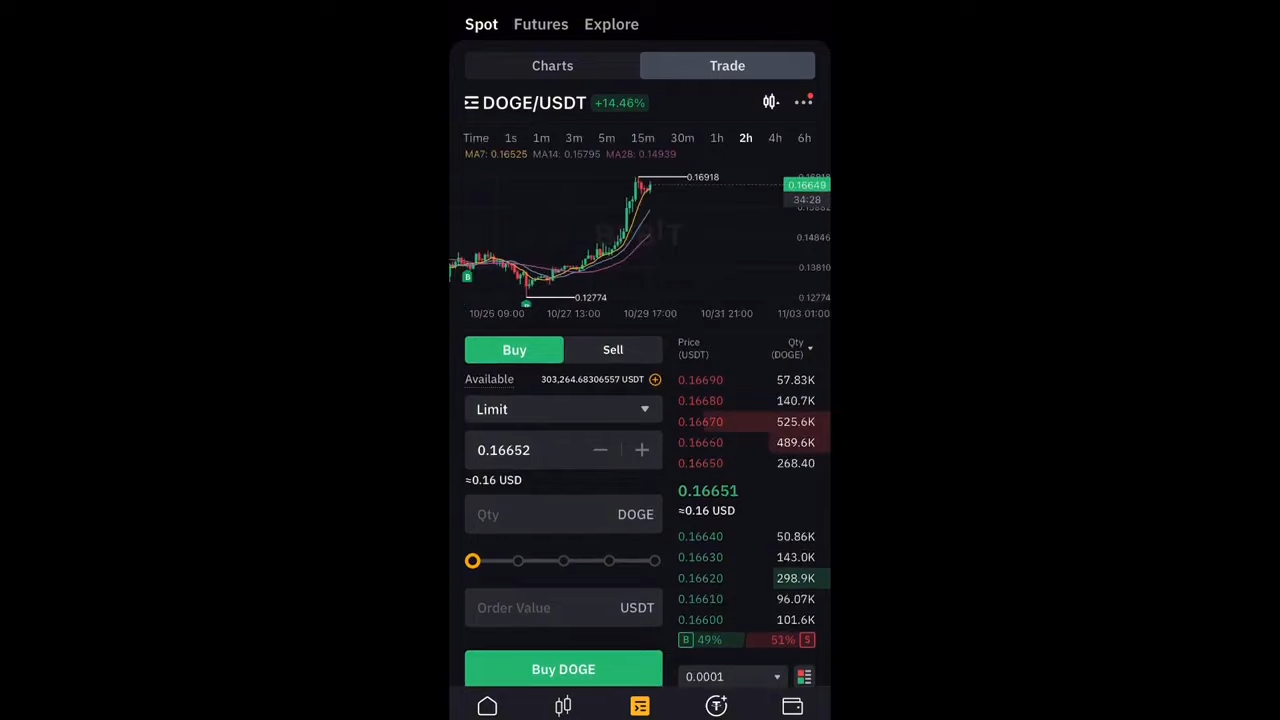 Spot Futures Explore
Charts Trade
DOGE/USDT +14.46%
Time 1s 1m 3m 5m 15m 30m 1h 2h 4h 6h
MA7: 0.16525 MA14: 0.15795 MA28: 0.14939
0.16918 0.16918
0.16649
34:28
0.15882
0.14846
0.13810
0.12774 0.12774
B
10/25 09:00 10/27 13:00 10/29 17:00 10/31 21:00 11/03 01:00
Buy Sell
Available 303,264.68306557 USDT
Limit
0.16652
≈0.16 USD
Qty DOGE
Order Value USDT
Buy DOGE
Price Qty
(USDT) (DOGE)
0.16690 57.83K
0.16680 140.7K
0.16670 525.6K
0.16660 489.6K
0.16650 268.40
0.16651
≈0.16 USD
0.16640 50.86K
0.16630 143.0K
0.16620 298.9K
0.16610 96.07K
0.16600 101.6K
B 49% 51% S
0.0001